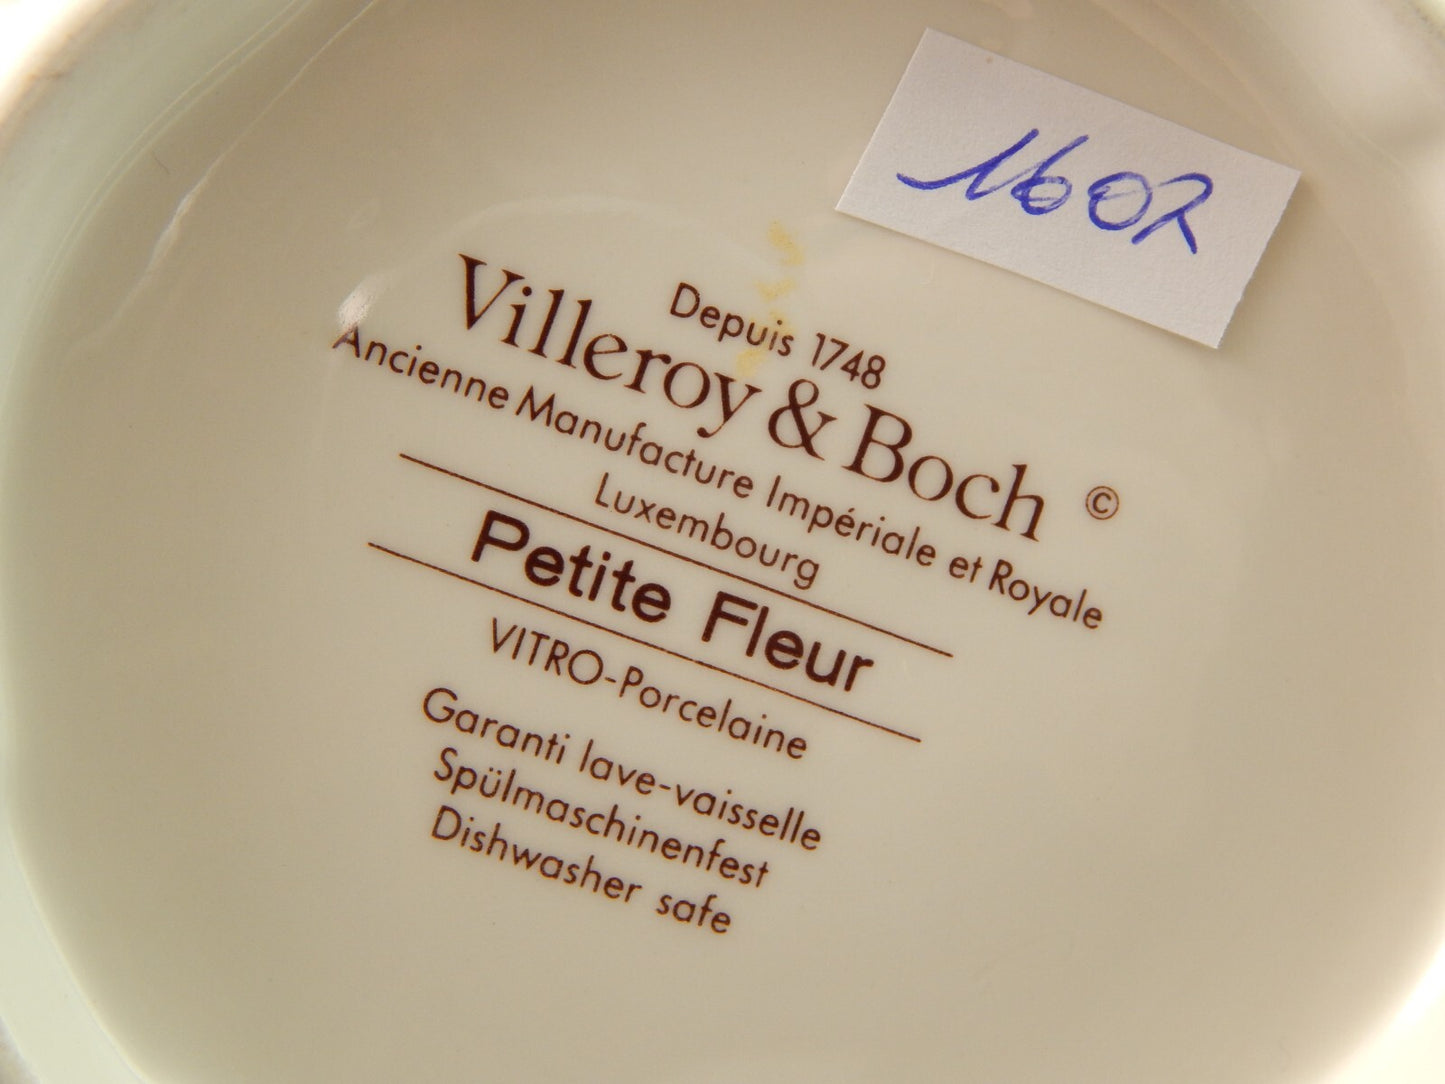 160R
Depuis 1748
Villeroy & Boch ©
Ancienne Manufacture Impériale et Royale
Luxembourg
Petite Fleur
VITRO-Porcelaine
Garanti lave-vaisselle
Spülmaschinenfest
Dishwasher safe